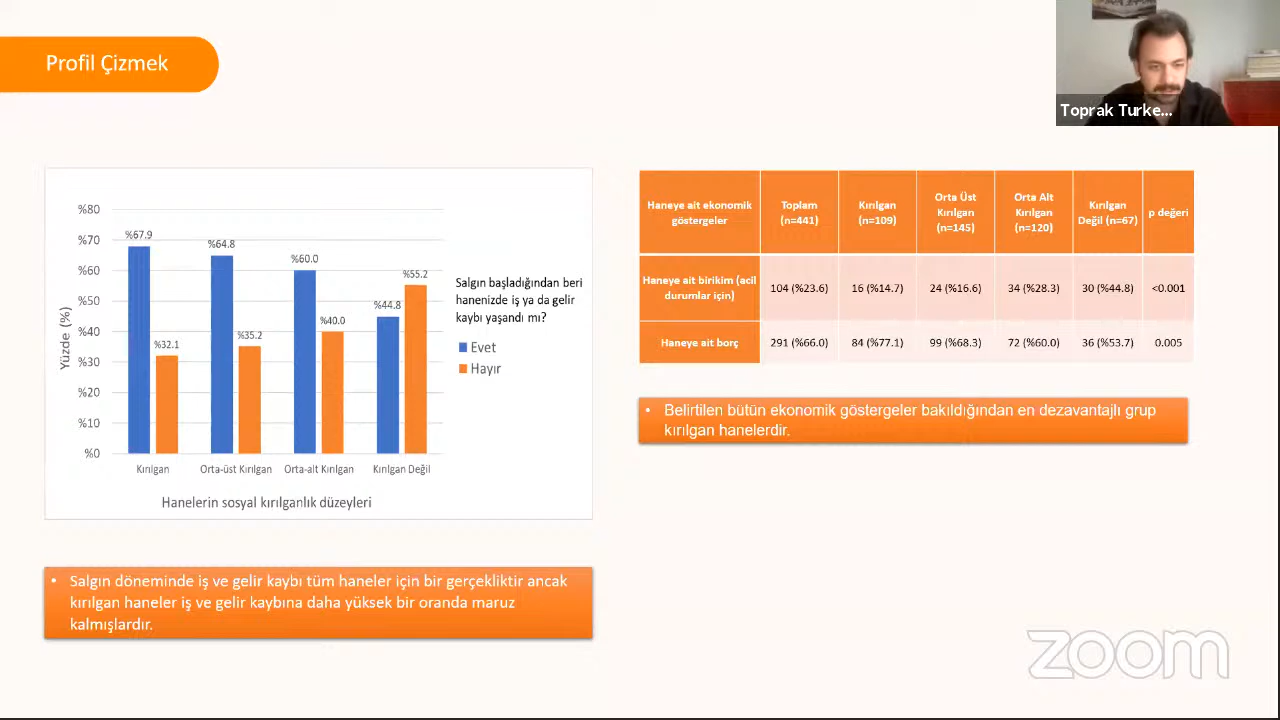 Profil Çizmek
Toprak Turke...
%80
%70
%60
%50
%40
%30
%20
%10
%0
Yüzde (%)
%67.9
%32.1
%64.8
%35.2
%60.0
%40.0
%44.8
%55.2
Kırılgan
Orta-üst Kırılgan
Orta-alt Kırılgan
Kırılgan Değil
Hanelerin sosyal kırılganlık düzeyleri
Salgın başladığından beri
hanenizde iş ya da gelir
kaybı yaşandı mı?
Evet
Hayır
Salgın döneminde iş ve gelir kaybı tüm haneler için bir gerçekliktir ancak
kırılgan haneler iş ve gelir kaybına daha yüksek bir oranda maruz
kalmışlardır.
Haneye ait ekonomik
göstergeler
Toplam
(n=441)
Kırılgan
(n=109)
Orta Üst
Kırılgan
(n=145)
Orta Alt
Kırılgan
(n=120)
Kırılgan
Değil (n=67)
p değeri
Haneye ait birikim (acil
durumlar için)
104 (%23.6)
16 (%14.7)
24 (%16.6)
34 (%28.3)
30 (%44.8)
<0.001
Haneye ait borç
291 (%66.0)
84 (%77.1)
99 (%68.3)
72 (%60.0)
36 (%53.7)
0.005
Belirtilen bütün ekonomik göstergeler bakıldığından en dezavantajlı grup
kırılgan hanelerdir.
zoom